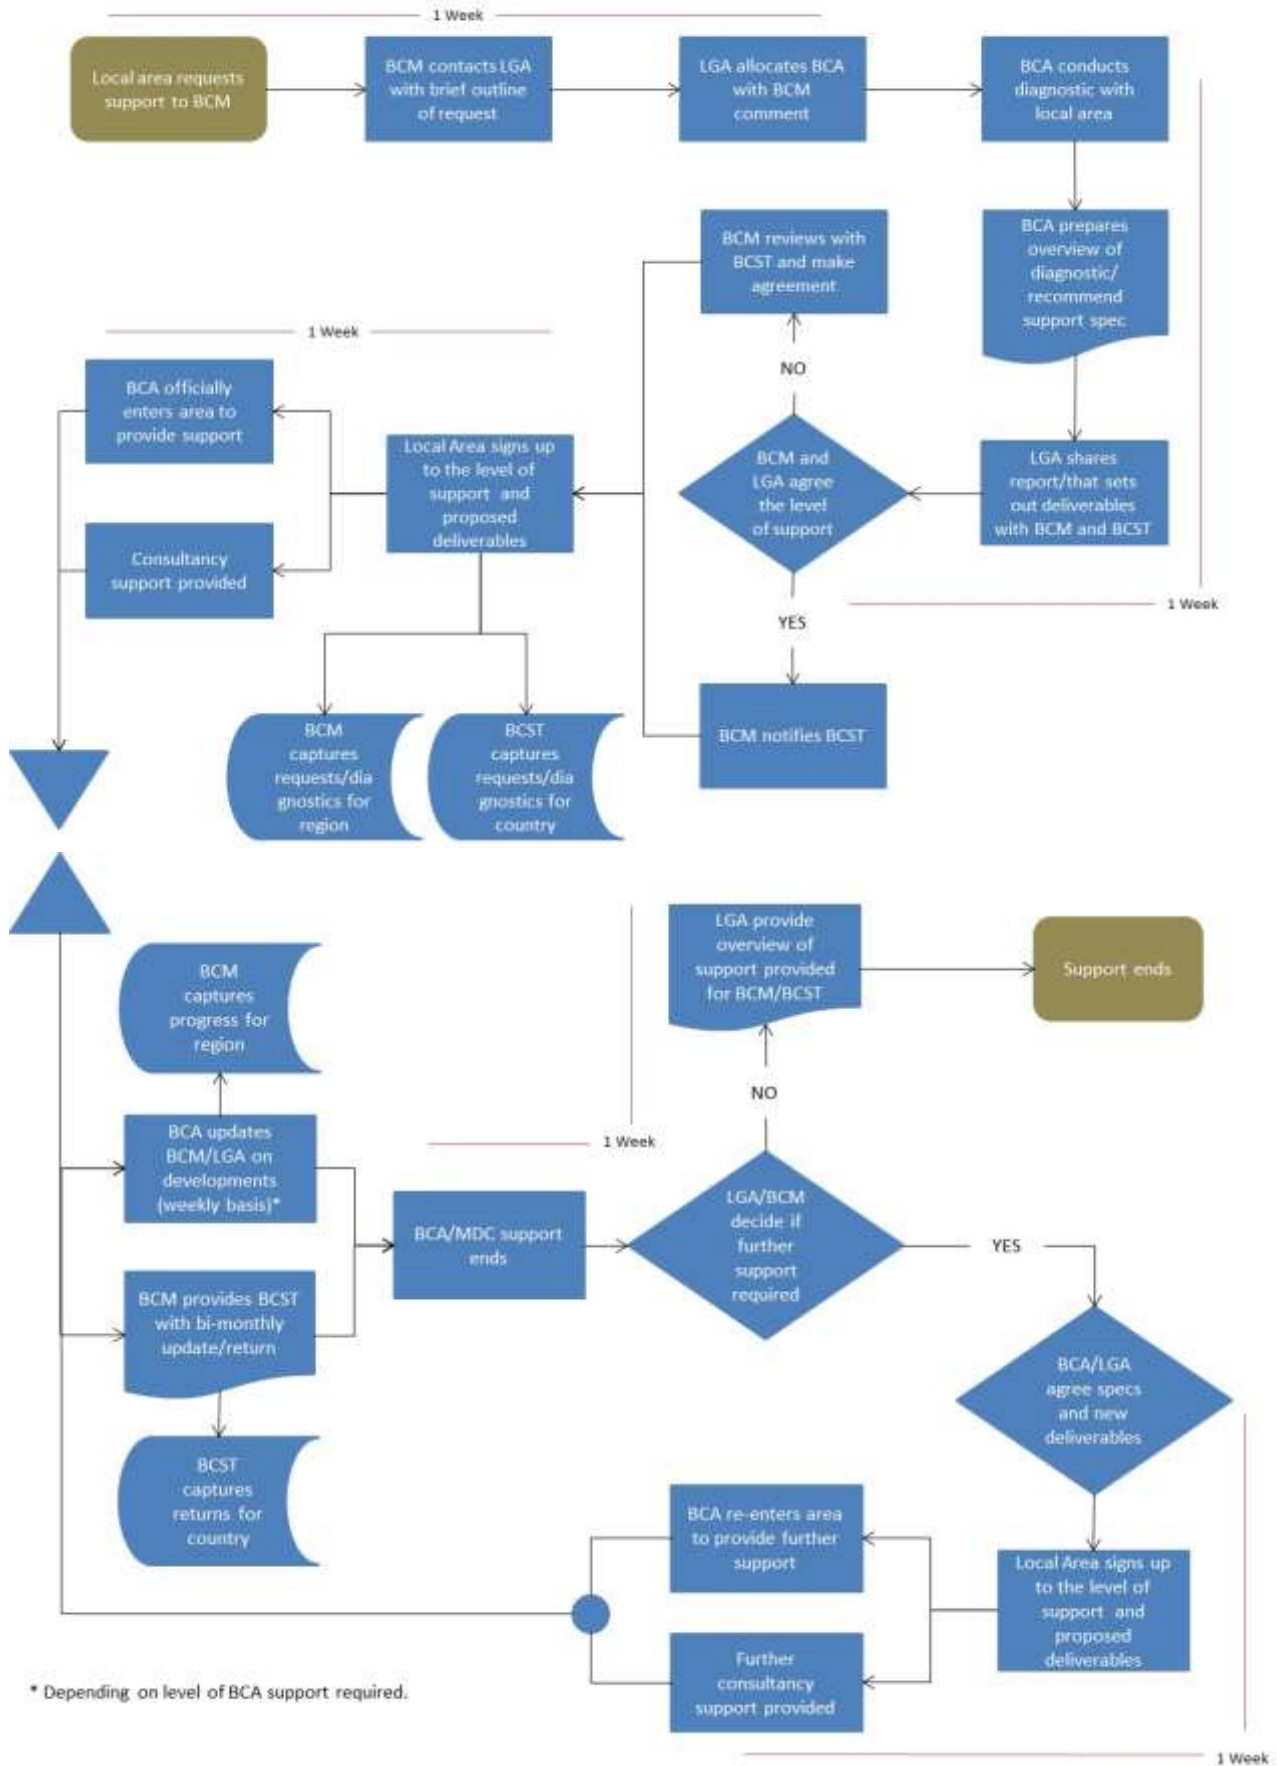 1 Week
Local area requests
support to BCM
BCM contacts LGA
with brief outline
of request
LGA allocates BCA
with BCM
comment
BCA conducts
diagnostic with
local area
BCM reviews with
BCST and make
agreement
BCA prepares
overview of
diagnostic/
recommend
support spec
1 Week
NO
BCA officially
enters area to
provide support
Local Area signs up
to the level of
support and
proposed
deliverables
BCM and
LGA agree
the level
of support
LGA shares
report/that sets
out deliverables
with BCM and BCST
Consultancy
support provided
1 Week
YES
BCM
captures
requests/dia
gnostics for
region
BCST
captures
requests/dia
gnostics for
country
BCM notifies BCST
LGA provide
overview of
support provided
for BCM/BCST
Support ends
BCM
captures
progress for
region
NO
1 Week
BCA updates
BCM/LGA on
developments
(weekly basis)*
BCA/MDC support
ends
LGA/BCM
decide if
further
support
required
YES
BCM provides BCST
with bi-monthly
update/return
BCA/LGA
agree specs
and new
deliverables
BCST
captures
returns for
country
BCA re-enters area
to provide further
support
Local Area signs up
to the level of
support and
proposed
deliverables
Further
consultancy
support provided
* Depending on level of BCA support required.
1 Week